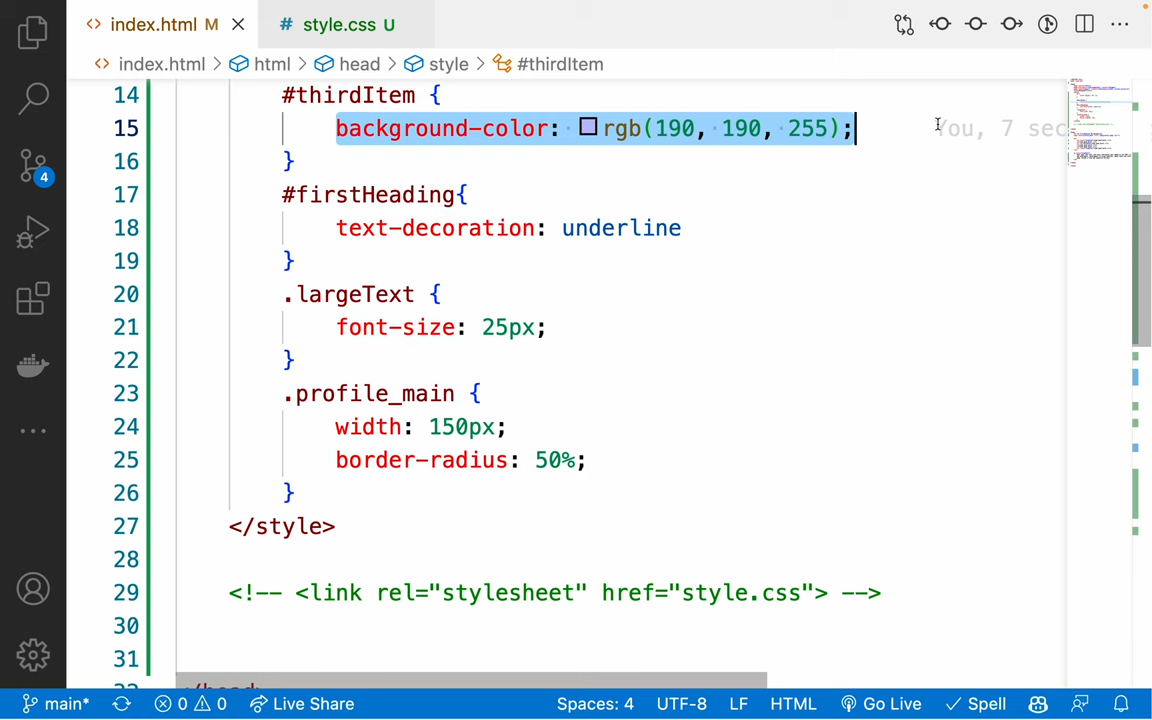 index.html M
style.css U
index.html > html > head > style > #thirdItem
14 #thirdItem {
15 background-color: rgb(190, 190, 255); You, 7 sec
16 }
17 #firstHeading{
18 text-decoration: underline
19 }
20 .largeText {
21 font-size: 25px;
22 }
23 .profile_main {
24 width: 150px;
25 border-radius: 50%;
26 }
27 </style>
28
29 <!-- <link rel="stylesheet" href="style.css"> -->
30
31
4
main* 0 0 Live Share Spaces: 4 UTF-8 LF HTML Go Live Spell